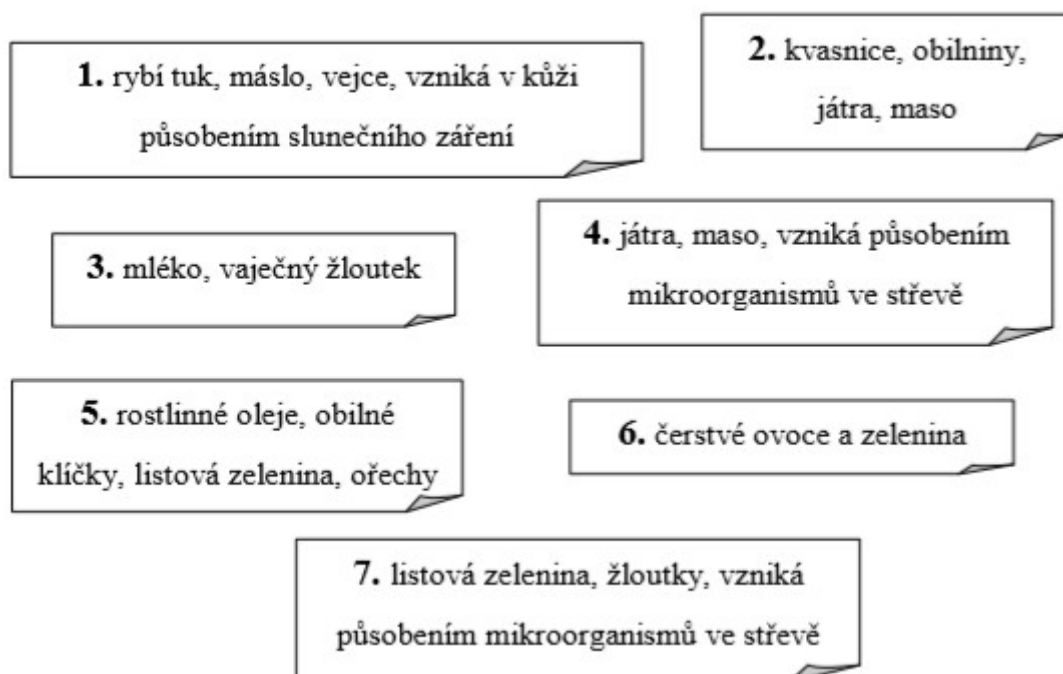 1. rybí tuk, máslo, vejce, vzniká v kůži
působením slunečního záření
2. kvasnice, obilniny,
játra, maso
3. mléko, vaječný žloutek
4. játra, maso, vzniká působením
mikroorganismů ve střevě
5. rostlinné oleje, obilné
klíčky, listová zelenina, ořechy
6. čerstvé ovoce a zelenina
7. listová zelenina, žloutky, vzniká
působením mikroorganismů ve střevě